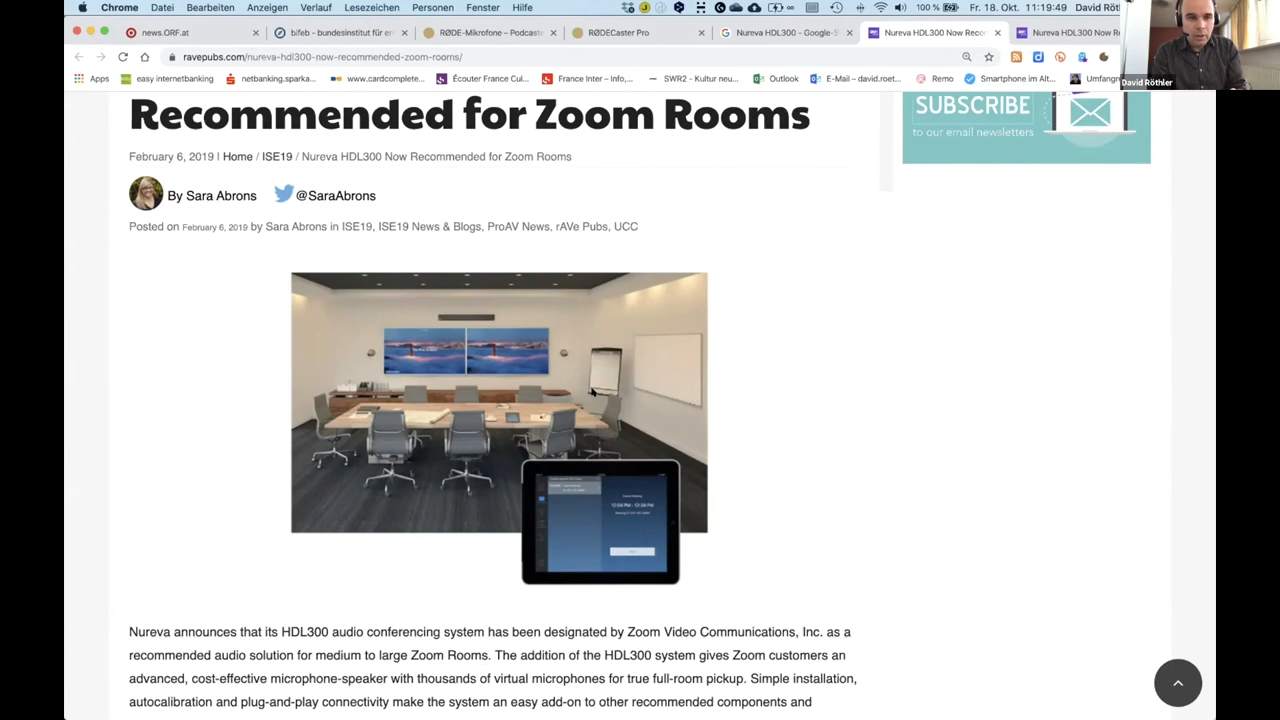 Chrome Datei Bearbeiten Anzeigen Verlauf Lesezeichen Personen Fenster Hilfe 100 % Fr. 18. Okt. 11:19:49 David Röt
news.ORF.at bifeb - bundesinstitut für er RØDE-Mikrofone – Podcaste RØDECaster Pro Nureva HDL300 - Google-S Nureva HDL300 Now Recom Nureva HDL300 Now R
ravepubs.com/nureva-hdl300-now-recommended-zoom-rooms/
Apps easy internetbanking netbanking.sparka... www.cardcomplete... Écouter France Cul... France Inter – Info,... SWR2 - Kultur neu... Outlook E-Mail – david.roet... Remo Smartphone im Alt... Umfang
David Röthler
Recommended for Zoom Rooms
SUBSCRIBE
to our email newsletters
February 6, 2019 | Home / ISE19 / Nureva HDL300 Now Recommended for Zoom Rooms
By Sara Abrons @SaraAbrons
Posted on February 6, 2019 by Sara Abrons in ISE19, ISE19 News & Blogs, ProAV News, rAVe Pubs, UCC
Nureva announces that its HDL300 audio conferencing system has been designated by Zoom Video Communications, Inc. as a
recommended audio solution for medium to large Zoom Rooms. The addition of the HDL300 system gives Zoom customers an
advanced, cost-effective microphone-speaker with thousands of virtual microphones for true full-room pickup. Simple installation,
autocalibration and plug-and-play connectivity make the system an easy add-on to other recommended components and